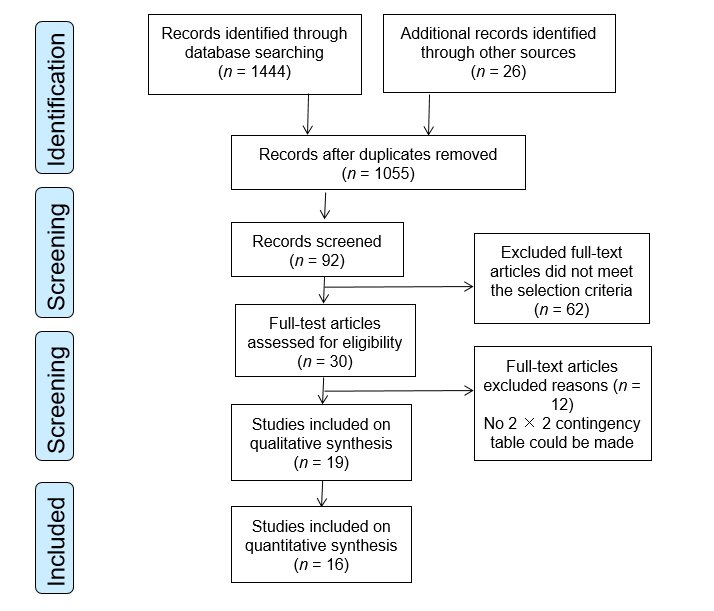 Identification
Records identified through
database searching
(n = 1444)
Additional records identified
through other sources
(n = 26)
Records after duplicates removed
(n = 1055)
Screening
Records screened
(n = 92)
Excluded full-text
articles did not meet
the selection criteria
(n = 62)
Full-test articles
assessed for eligibility
(n = 30)
Screening
Full-text articles
excluded reasons (n =
12)
No 2 × 2 contingency
table could be made
Studies included on
qualitative synthesis
(n = 19)
Included
Studies included on
quantitative synthesis
(n = 16)